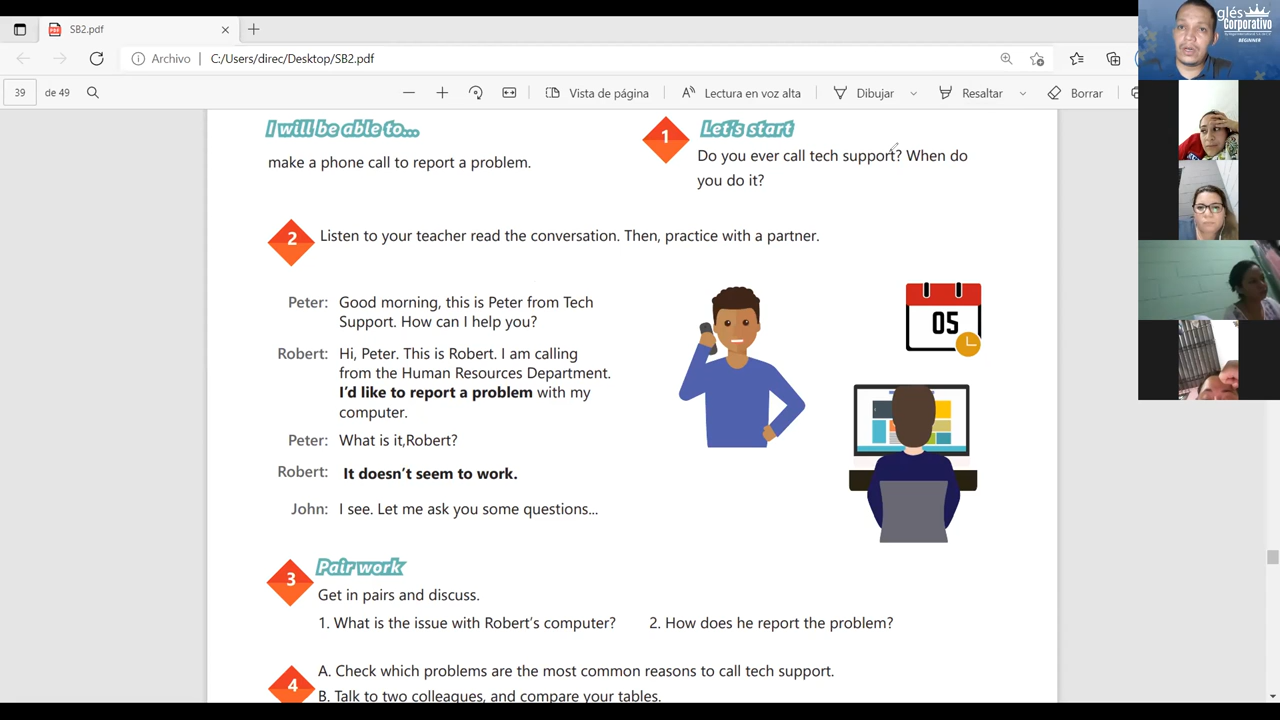 SB2.pdf
Archivo
C:/Users/direc/Desktop/SB2.pdf
39
de 49
Vista de página
Lectura en voz alta
Dibujar
Resaltar
Borrar
glés
Corporativo
BEGINNER
I will be able to...
make a phone call to report a problem.
1
Let's start
Do you ever call tech support? When do
you do it?
2
Listen to your teacher read the conversation. Then, practice with a partner.
Peter: Good morning, this is Peter from Tech
Support. How can I help you?
Robert: Hi, Peter. This is Robert. I am calling
from the Human Resources Department.
I'd like to report a problem with my
computer.
Peter: What is it,Robert?
Robert: It doesn't seem to work.
John: I see. Let me ask you some questions...
05
3
Pair work
Get in pairs and discuss.
1. What is the issue with Robert's computer?
2. How does he report the problem?
4
A. Check which problems are the most common reasons to call tech support.
B. Talk to two colleagues, and compare your tables.